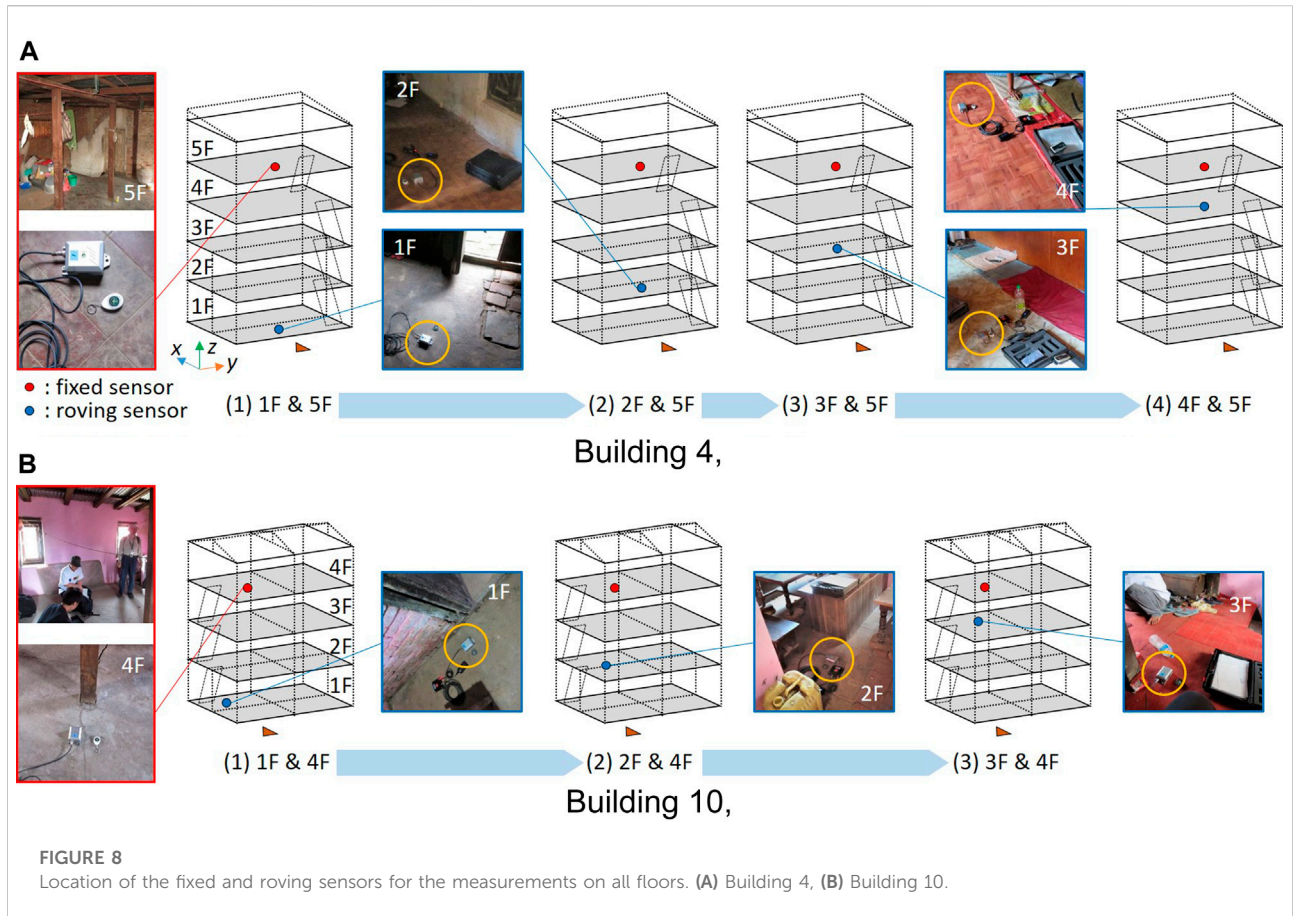 A
5F
5F
4F
3F
2F
1F
2F
1F
4F
3F
x
z
y
: fixed sensor
: roving sensor
(1) 1F & 5F
(2) 2F & 5F
(3) 3F & 5F
(4) 4F & 5F
Building 4,
B
4F
4F
3F
2F
1F
1F
2F
3F
(1) 1F & 4F
(2) 2F & 4F
(3) 3F & 4F
Building 10,
FIGURE 8
Location of the fixed and roving sensors for the measurements on all floors. (A) Building 4, (B) Building 10.